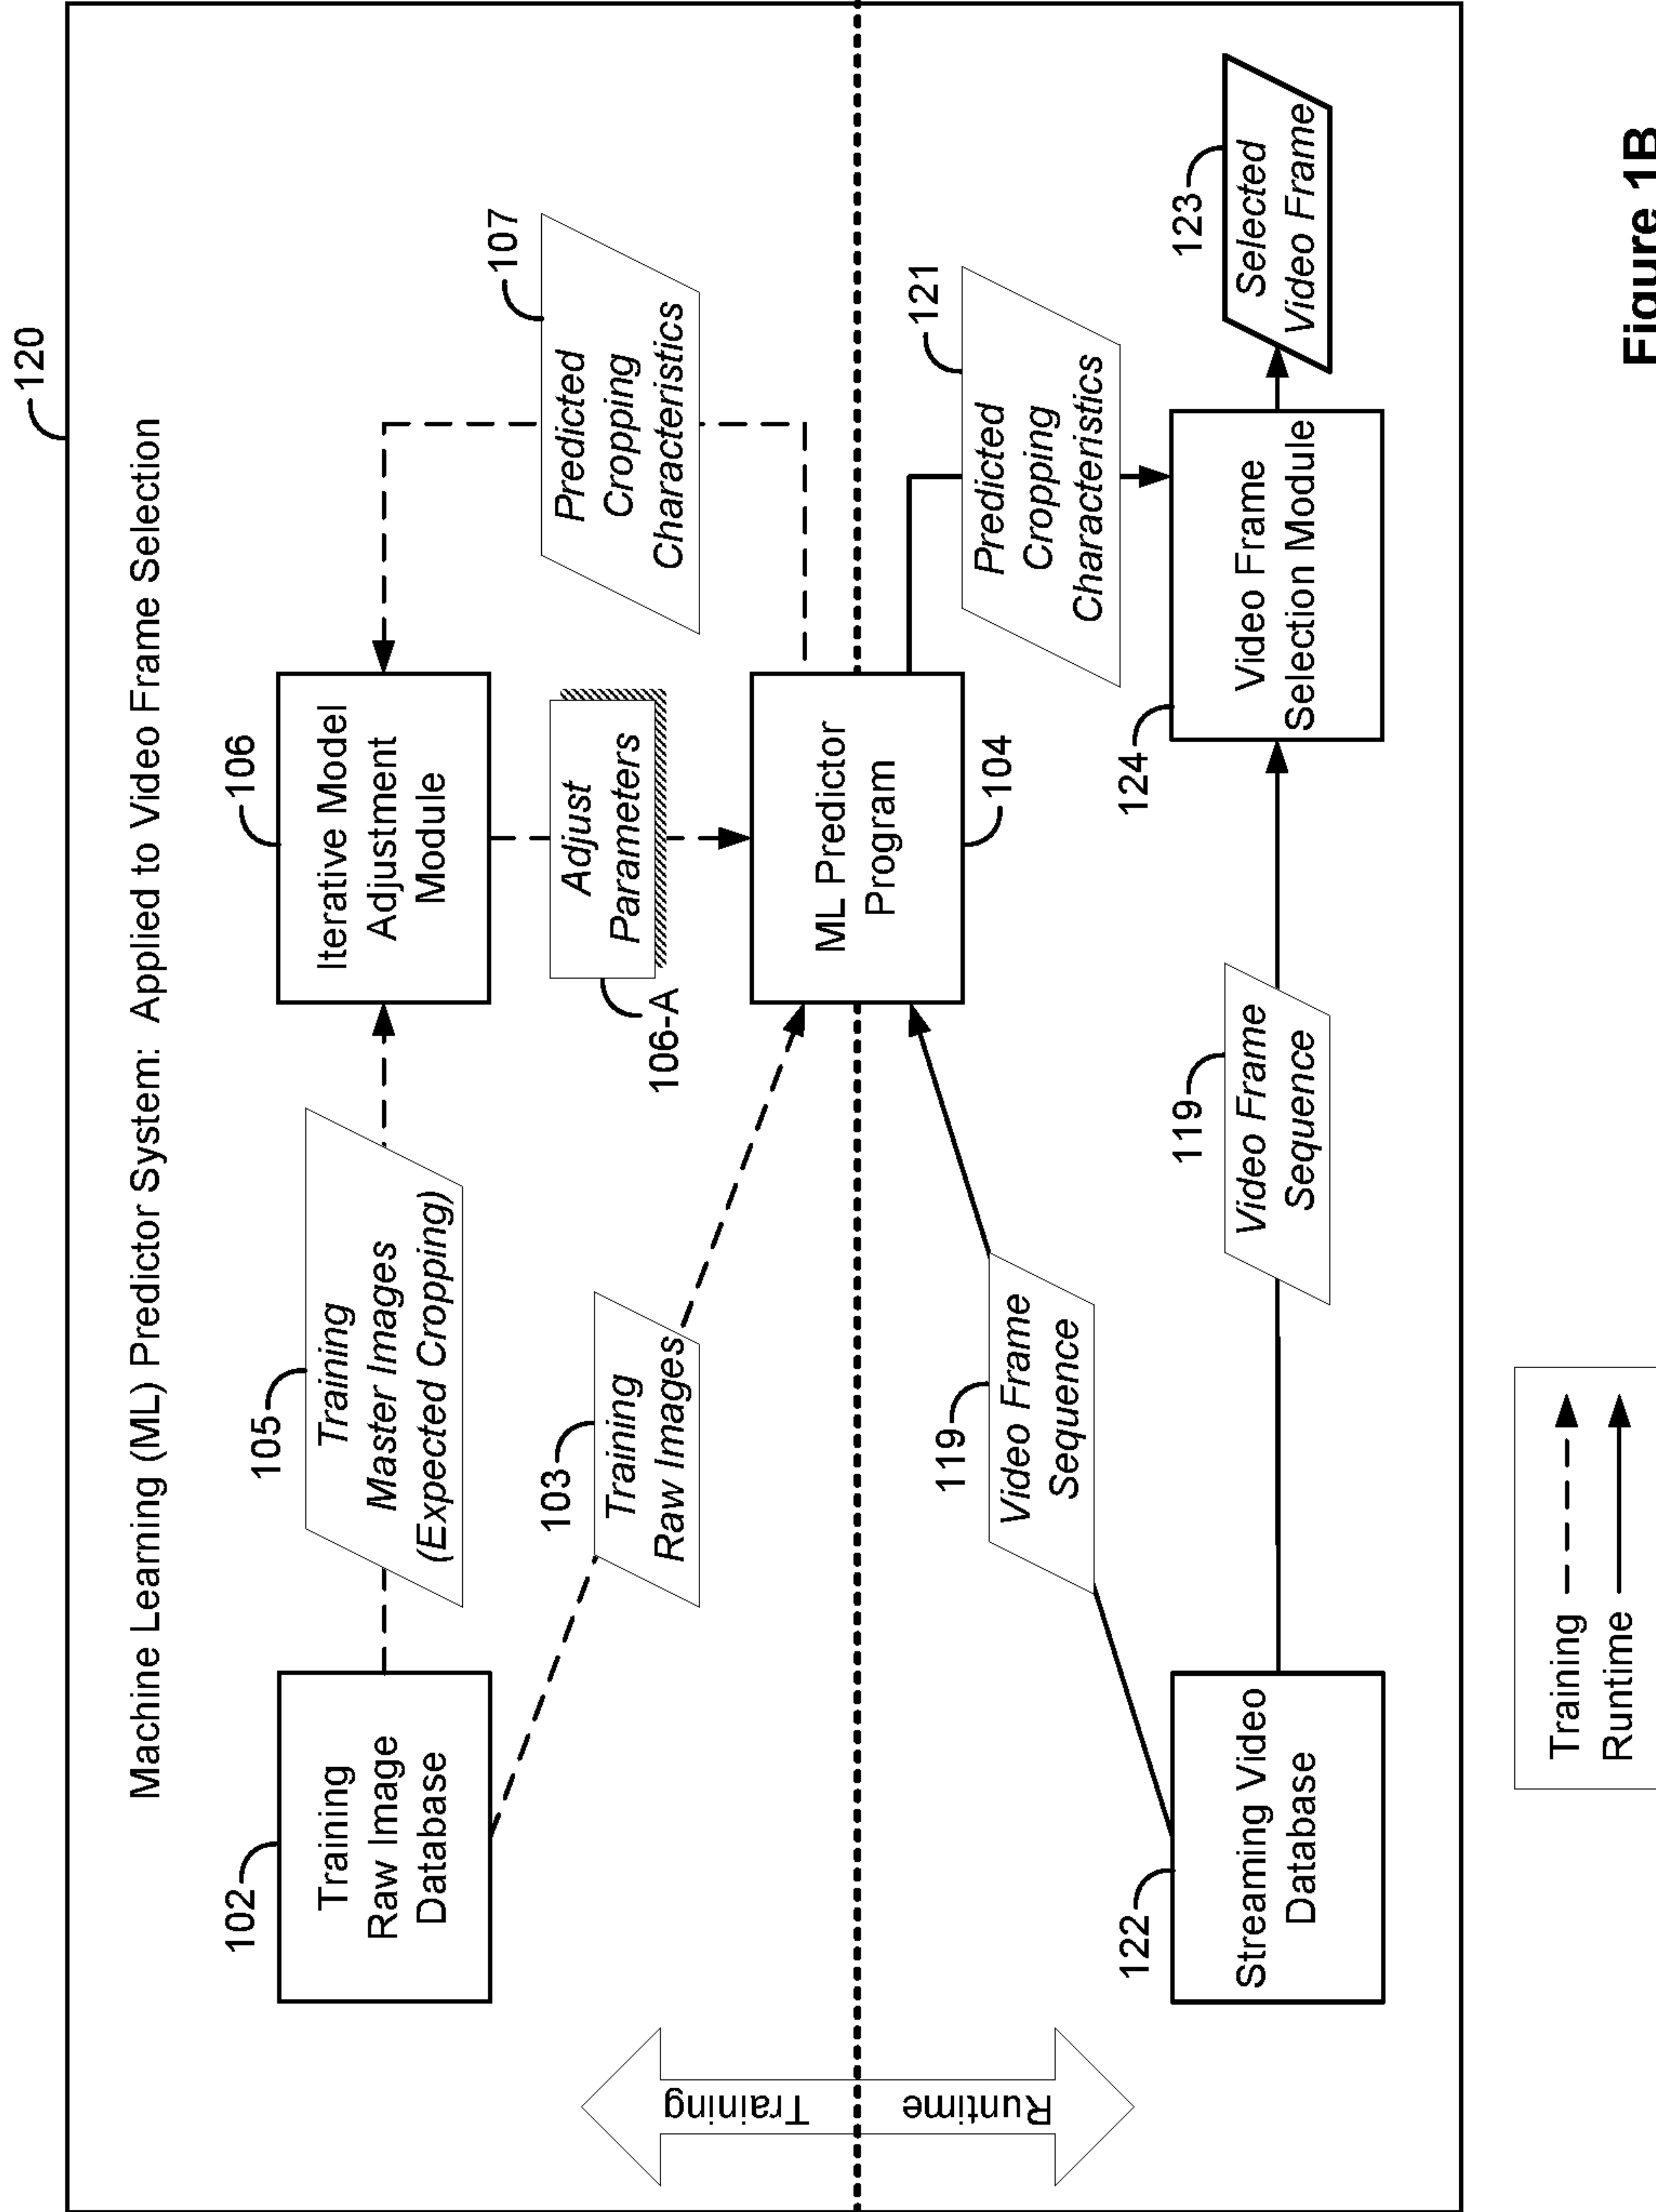 120
Machine Learning (ML) Predictor System: Applied to Video Frame Selection
102
Training
Raw Image
Database
105
Training
Master Images
(Expected Cropping)
106
Iterative Model
Adjustment
Module
103
Training
Raw Images
106-A
Adjust
Parameters
107
Predicted
Cropping
Characteristics
Training
Runtime
ML Predictor
Program
104
119
Video Frame
Sequence
121
Predicted
Cropping
Characteristics
122
Streaming Video
Database
119
Video Frame
Sequence
124
Video Frame
Selection Module
123
Selected
Video Frame
Training
Runtime
Figure 1B